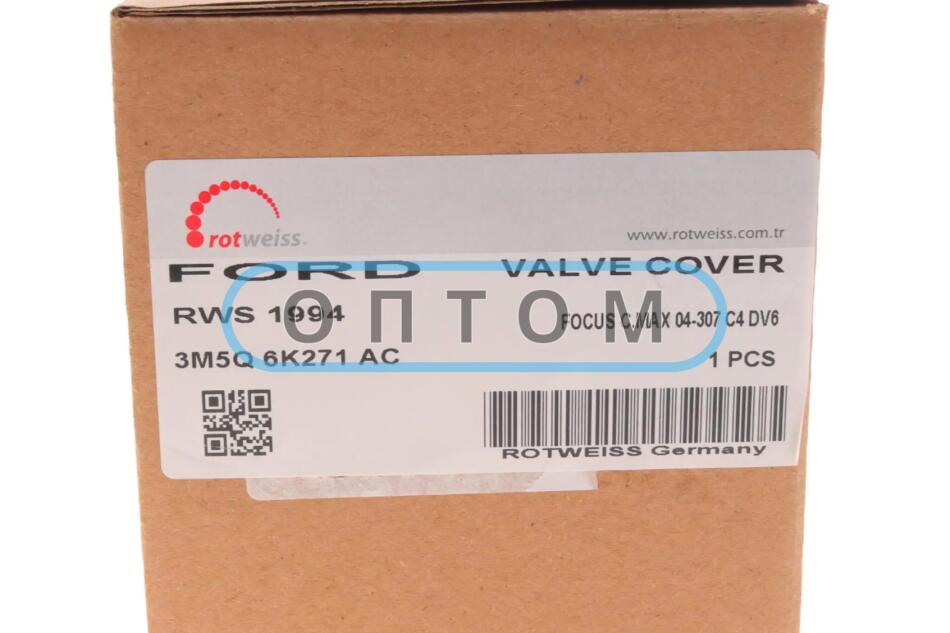 rotweiss
www.rotweiss.com.tr
FORD VALVE COVER
RWS 1994
FOCUS C,MAX 04-307 C4 DV6
ОПТОМ
3M5Q 6K271 AC 1 PCS
ROTWEISS Germany